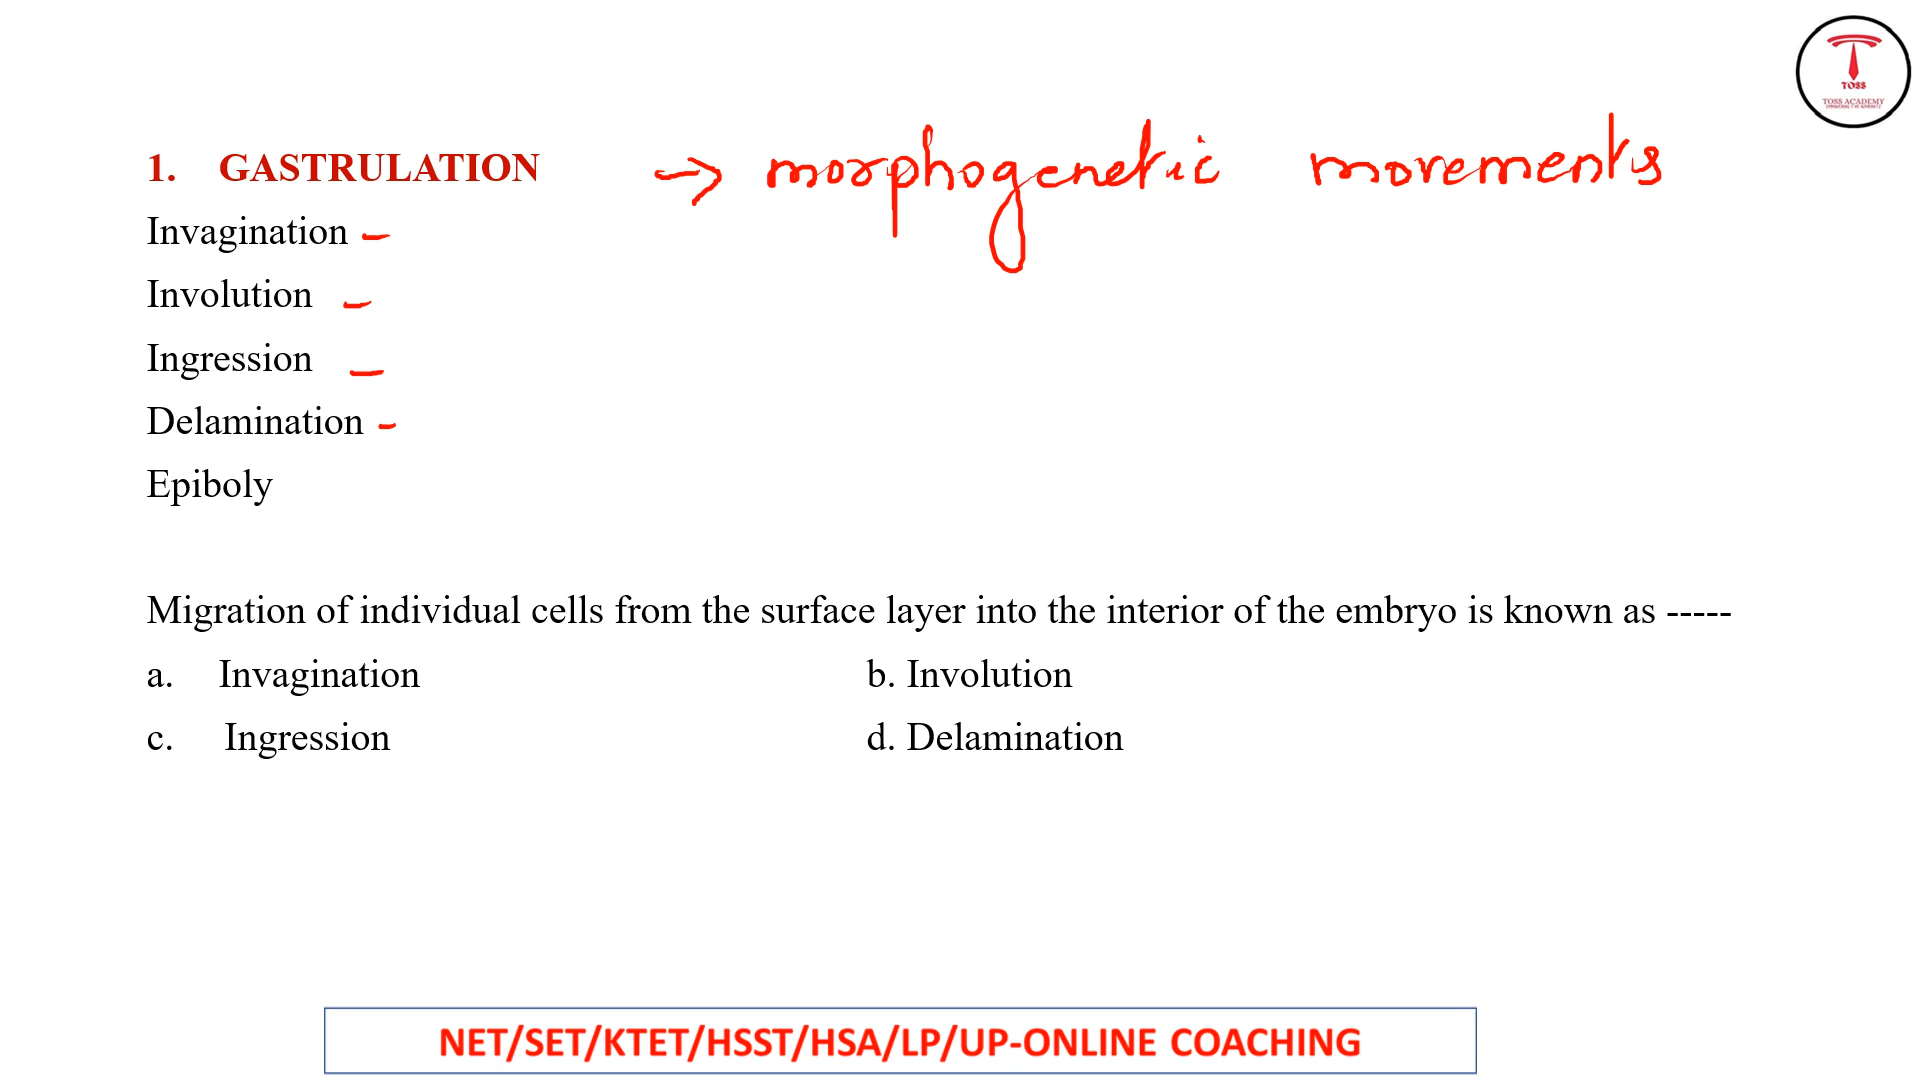 TOSS
TOSS ACADEMY
1. GASTRULATION → morphogenetic movements
Invagination -
Involution -
Ingression -
Delamination -
Epiboly
Migration of individual cells from the surface layer into the interior of the embryo is known as -----
a. Invagination b. Involution
c. Ingression d. Delamination
NET/SET/KTET/HSST/HSA/LP/UP-ONLINE COACHING